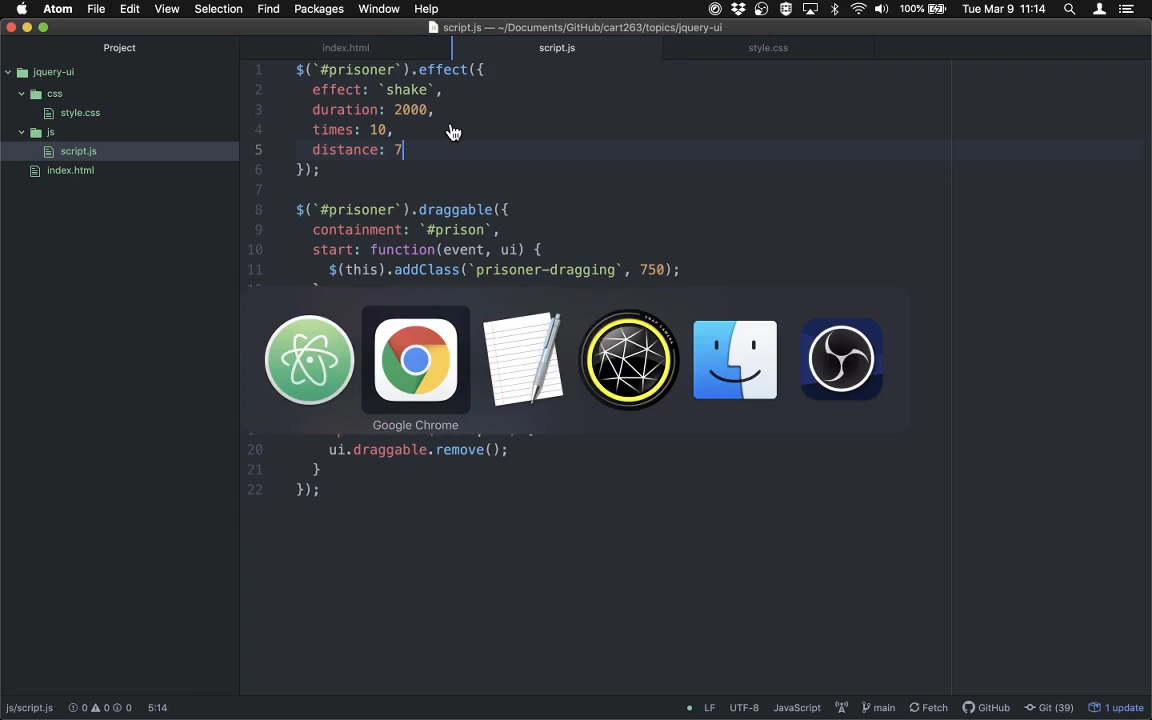 Atom File Edit View Selection Find Packages Window Help 100% Tue Mar 9 11:14
script.js — ~/Documents/GitHub/cart263/topics/jquery-ui
Project index.html script.js style.css
jquery-ui
css
style.css
js
script.js
index.html
1 $(`#prisoner`).effect({
2 effect: `shake`,
3 duration: 2000,
4 times: 10,
5 distance: 7
6 });
7
8 $(`#prisoner`).draggable({
9 containment: `#prison`,
10 start: function(event, ui) {
11 $(this).addClass(`prisoner-dragging`, 750);
Google Chrome
20 ui.draggable.remove();
21 }
22 });
js/script.js 0 0 0 5:14 LF UTF-8 JavaScript main Fetch GitHub Git (39) 1 update